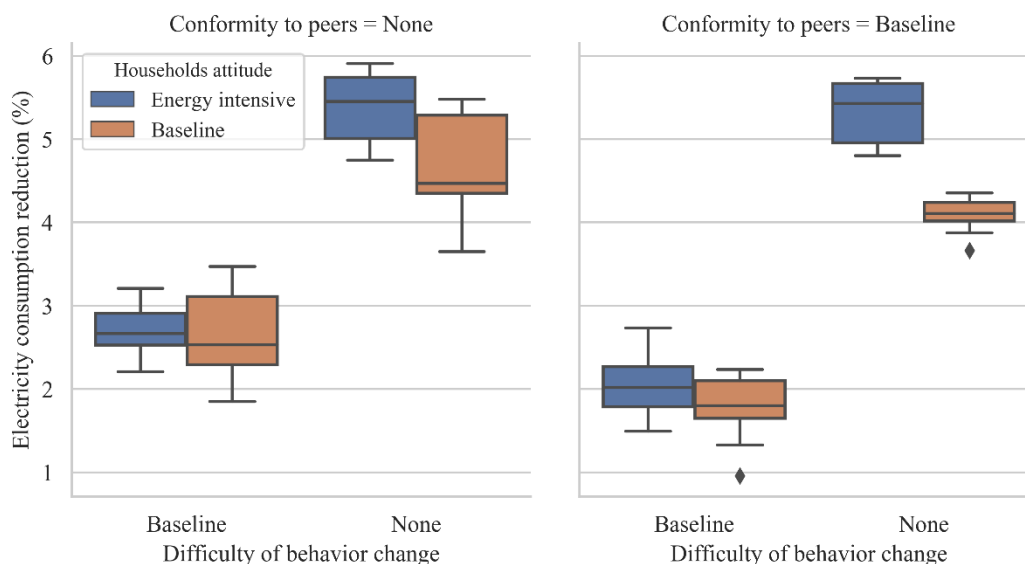 Conformity to peers = None
Conformity to peers = Baseline
Electricity consumption reduction (%)
6
5
4
3
2
1
Households attitude
Energy intensive
Baseline
Baseline
None
Difficulty of behavior change
Baseline
None
Difficulty of behavior change